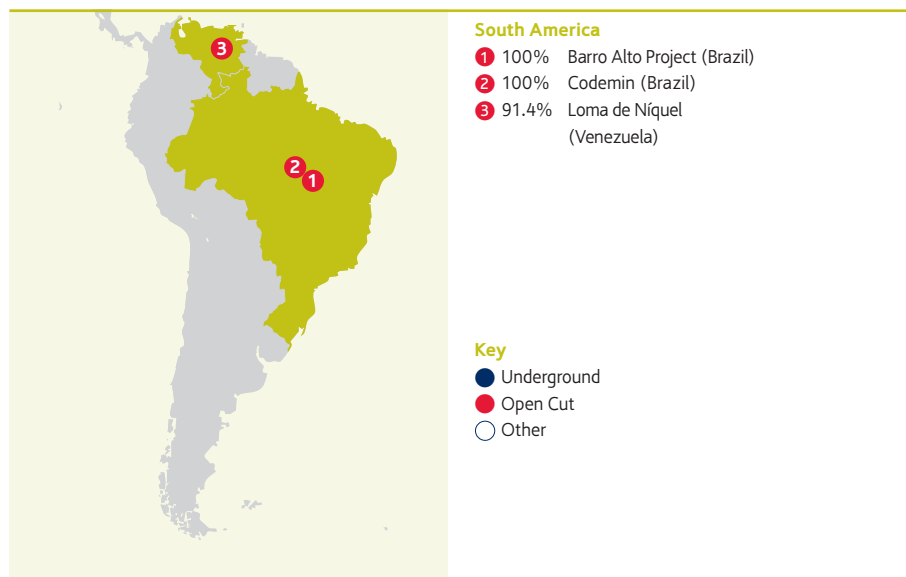 3
2
1
South America
1 100% Barro Alto Project (Brazil)
2 100% Codemin (Brazil)
3 91.4% Loma de Níquel
(Venezuela)
Key
Underground
Open Cut
Other